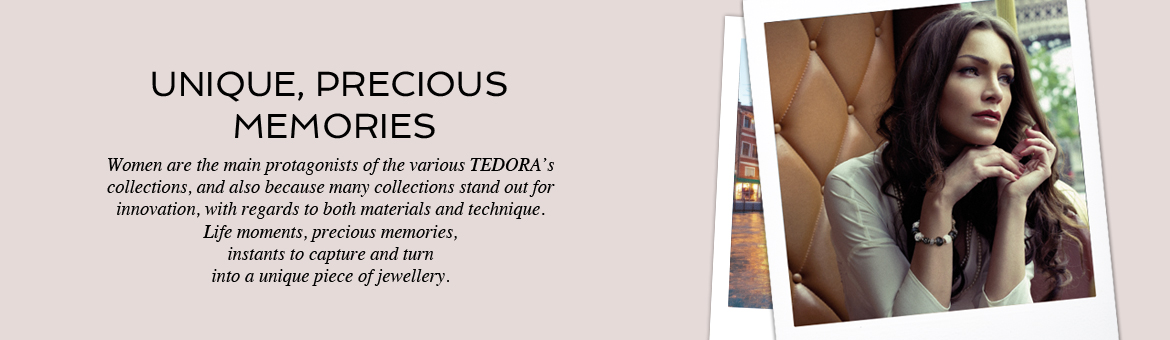 UNIQUE, PRECIOUS
MEMORIES
Women are the main protagonists of the various TEDORA's
collections, and also because many collections stand out for
innovation, with regards to both materials and technique.
Life moments, precious memories,
instants to capture and turn
into a unique piece of jewellery.